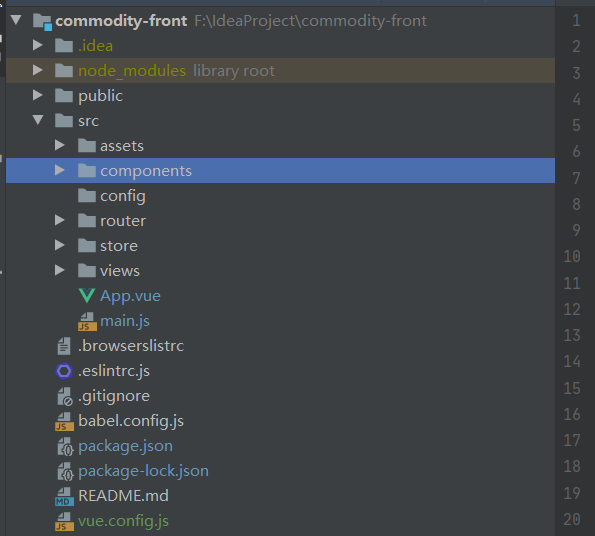 commodity-front F:\IdeaProject\commodity-front
.idea
node_modules library root
public
src
assets
components
config
router
store
views
App.vue
main.js
.browserslistrc
.eslintrc.js
.gitignore
babel.config.js
package.json
package-lock.json
README.md
vue.config.js
1
2
3
4
5
6
7
8
9
10
11
12
13
14
15
16
17
18
19
20